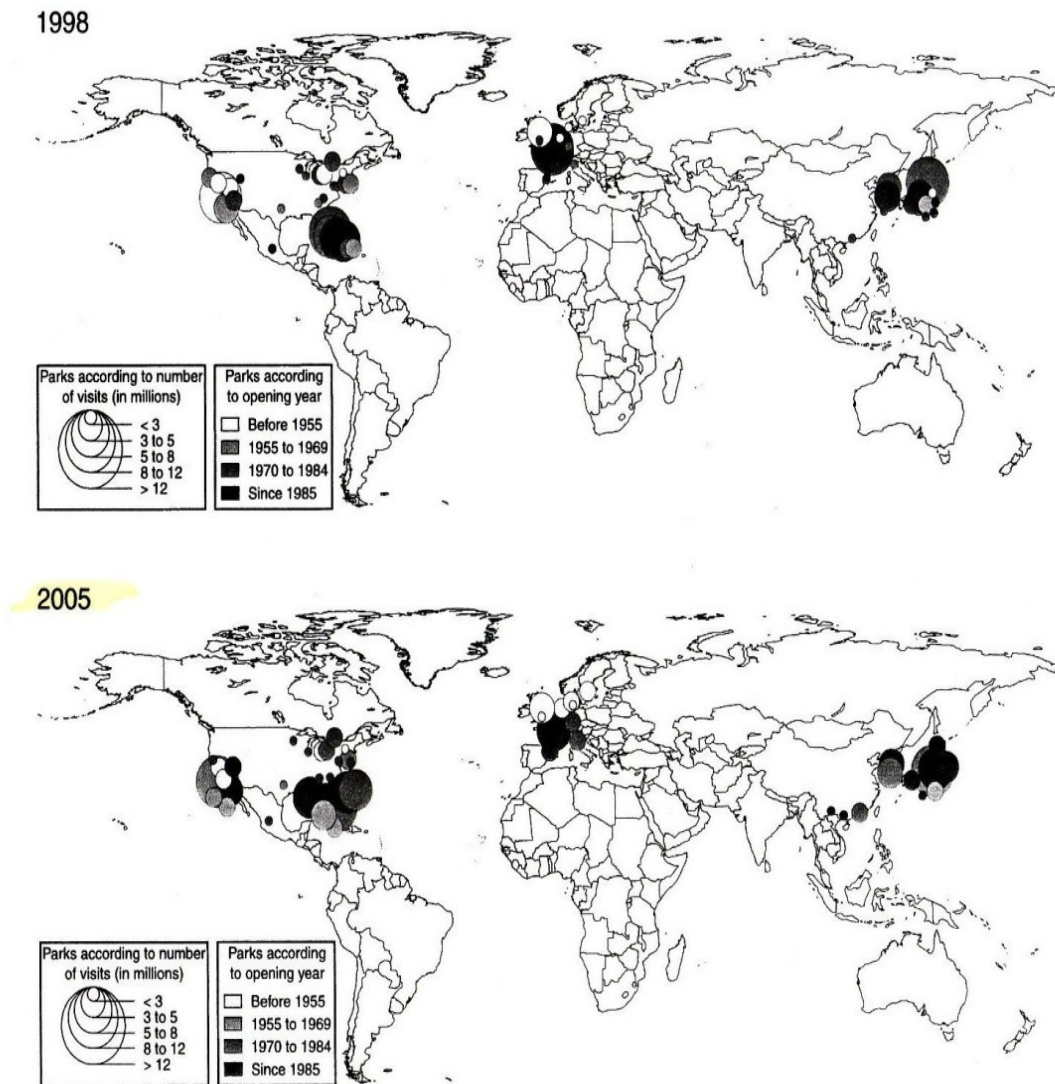 1998
Parks according to number
of visits (in millions)
< 3
3 to 5
5 to 8
8 to 12
> 12
Parks according
to opening year
Before 1955
1955 to 1969
1970 to 1984
Since 1985
2005
Parks according to number
of visits (in millions)
< 3
3 to 5
5 to 8
8 to 12
> 12
Parks according
to opening year
Before 1955
1955 to 1969
1970 to 1984
Since 1985